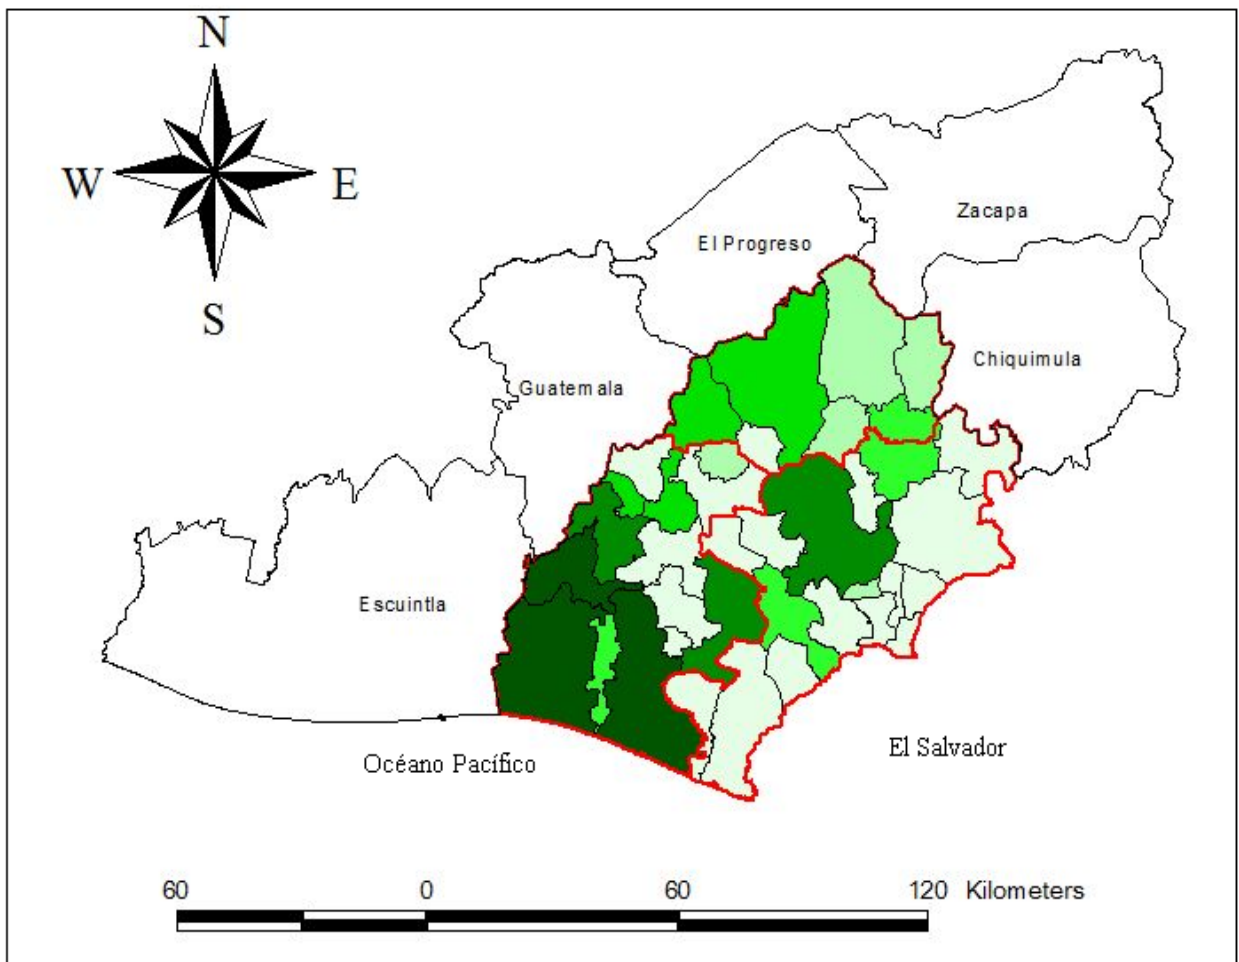 N
W
E
S
Zacapa
El Progreso
Chiquimula
Guatemala
Escuintla
El Salvador
Océano Pacífico
60 0 60 120 Kilometers